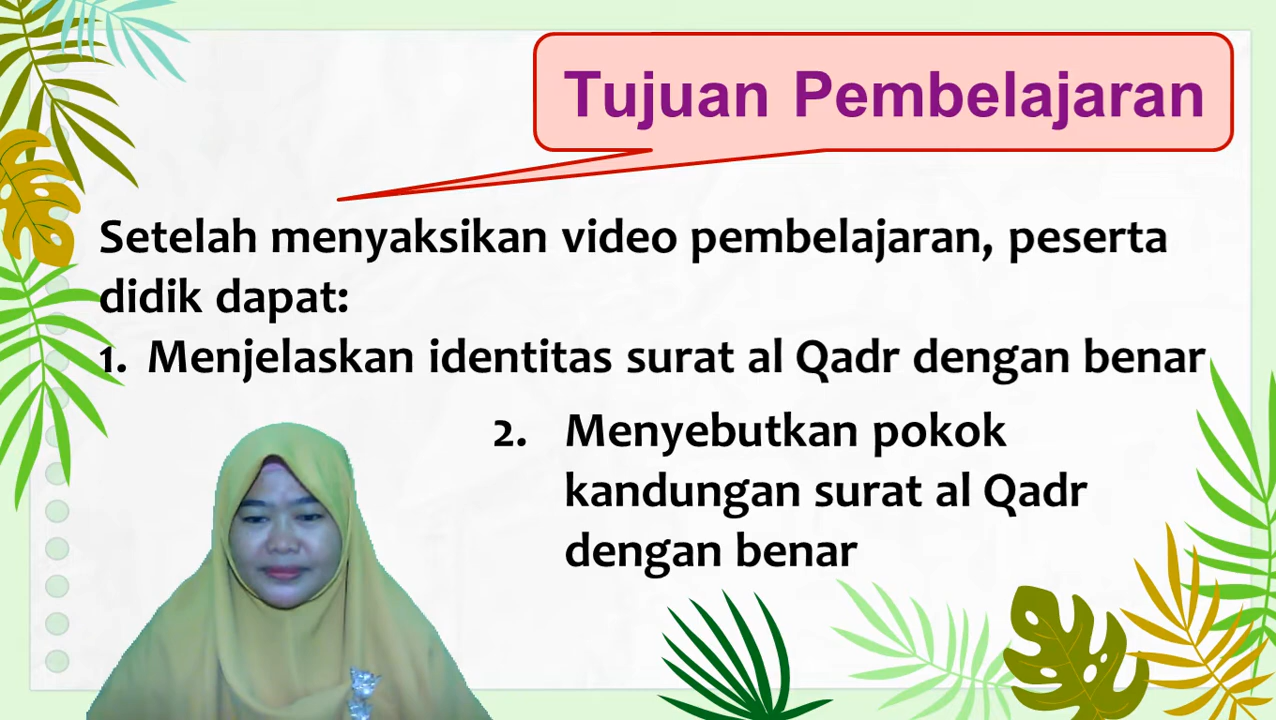 Tujuan Pembelajaran
Setelah menyaksikan video pembelajaran, peserta
didik dapat:
1. Menjelaskan identitas surat al Qadr dengan benar
2. Menyebutkan pokok
kandungan surat al Qadr
dengan benar